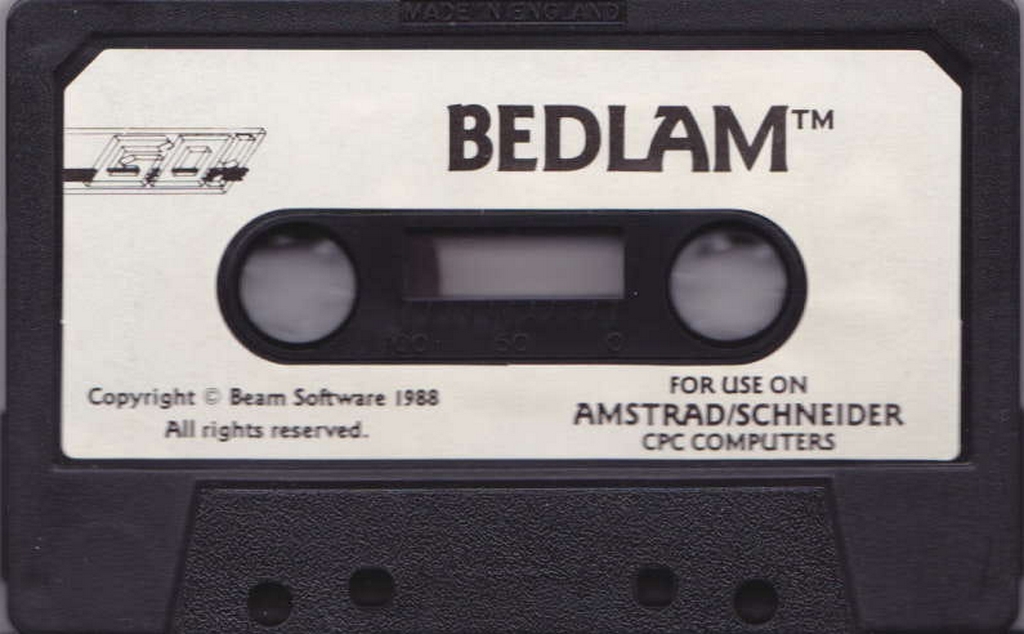 MADE IN ENGLAND
GO!
BEDLAM™
100 50 0
Copyright © Beam Software 1988
All rights reserved.
FOR USE ON
AMSTRAD/SCHNEIDER
CPC COMPUTERS